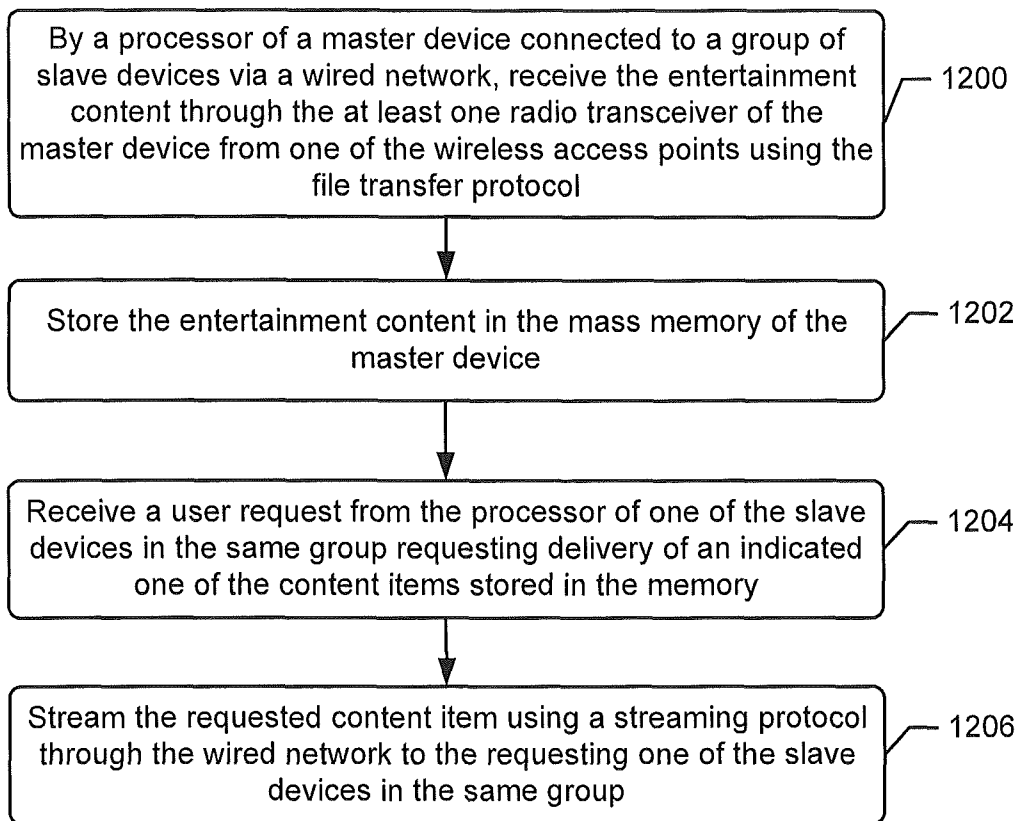 By a processor of a master device connected to a group of
slave devices via a wired network, receive the entertainment
content through the at least one radio transceiver of the
master device from one of the wireless access points using the
file transfer protocol
1200
Store the entertainment content in the mass memory of the
master device
1202
Receive a user request from the processor of one of the slave
devices in the same group requesting delivery of an indicated
one of the content items stored in the memory
1204
Stream the requested content item using a streaming protocol
through the wired network to the requesting one of the slave
devices in the same group
1206